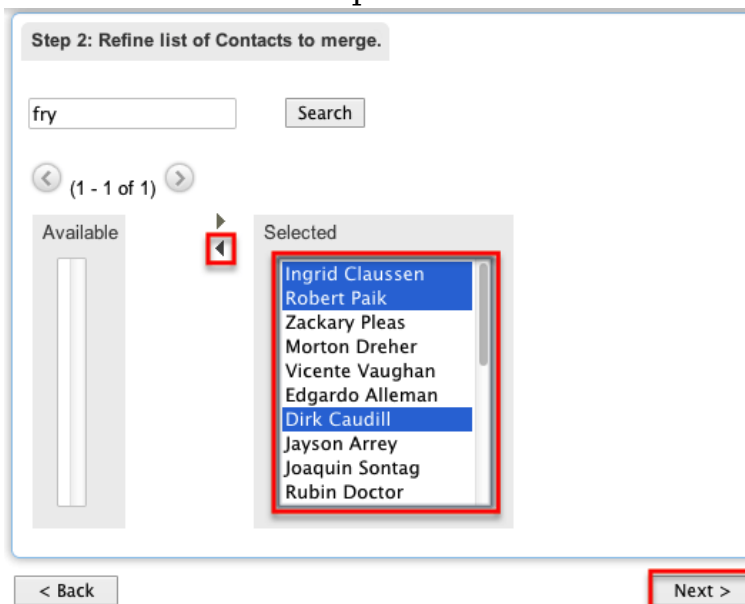 Step 2: Refine list of Contacts to merge.
fry
Search
(1 - 1 of 1)
Available
Selected
Ingrid Claussen
Robert Paik
Zackary Pleas
Morton Dreher
Vicente Vaughan
Edgardo Alleman
Dirk Caudill
Jayson Arrey
Joaquin Sontag
Rubin Doctor
< Back
Next >